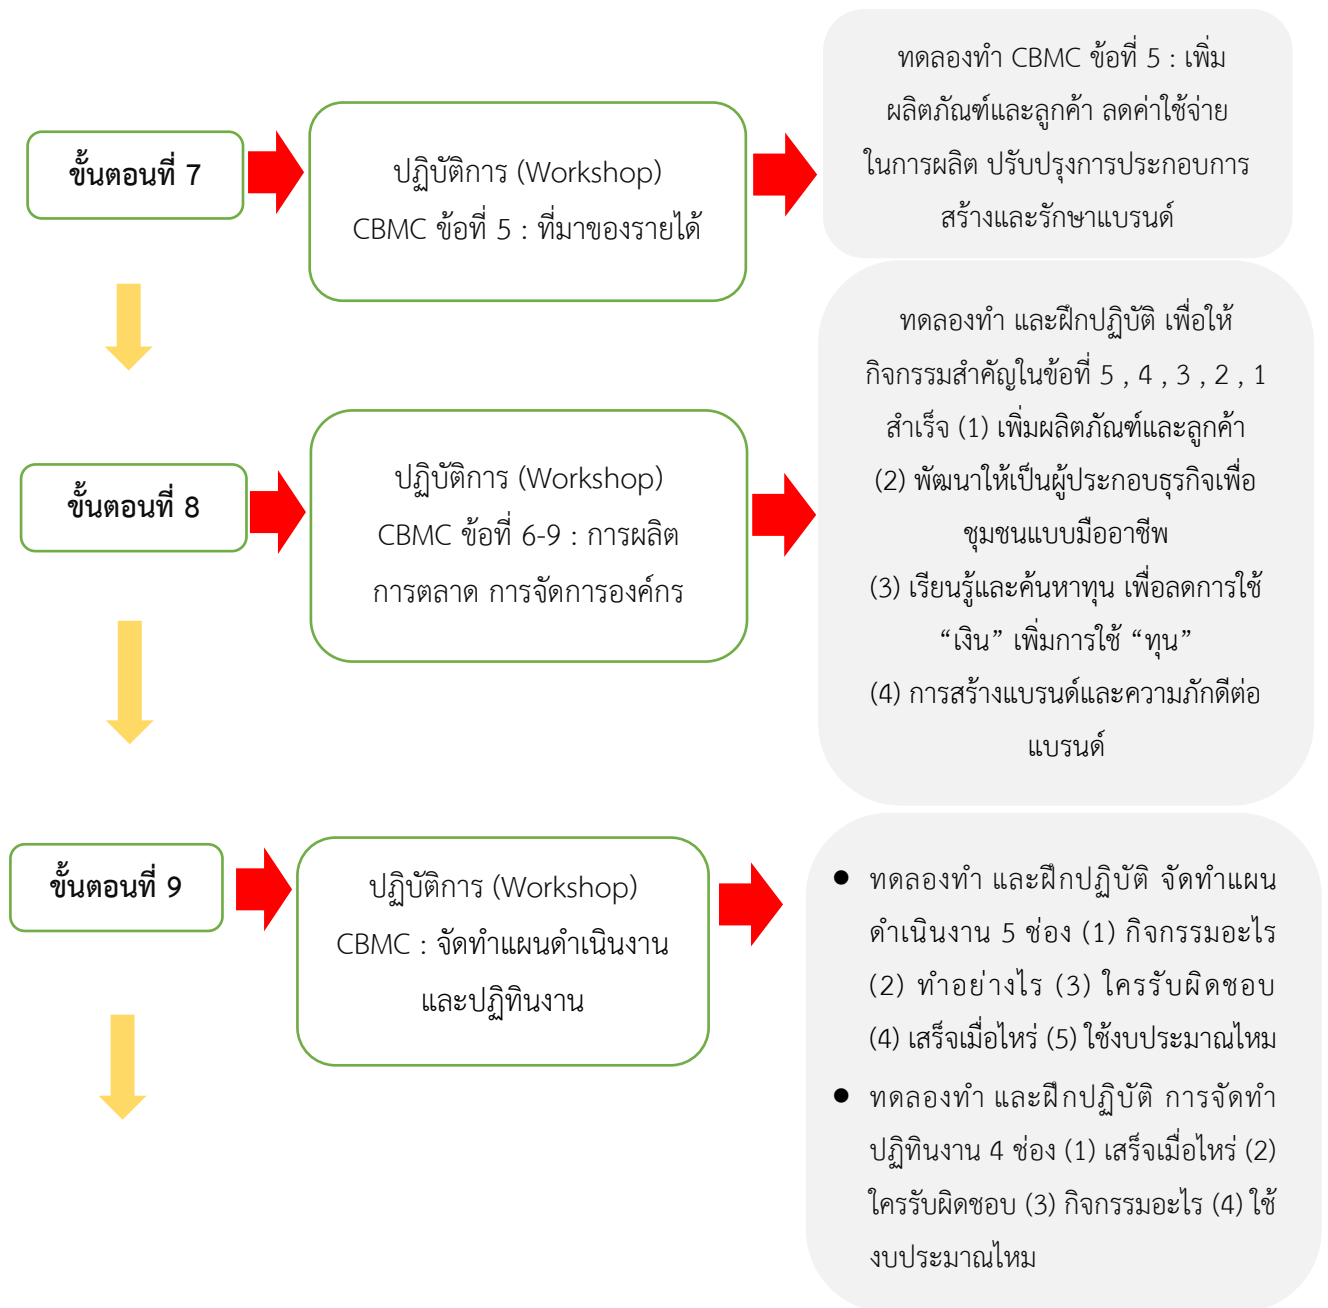 ขั้นตอนที่ 7
ปฏิบัติการ (Workshop)
CBMC ข้อที่ 5 : ที่มาของรายได้
ทดลองทำ CBMC ข้อที่ 5 : เพิ่ม
ผลิตภัณฑ์และลูกค้า ลดค่าใช้จ่าย
ในการผลิต ปรับปรุงการประกอบการ
สร้างและรักษาแบรนด์
ขั้นตอนที่ 8
ปฏิบัติการ (Workshop)
CBMC ข้อที่ 6-9 : การผลิต
การตลาด การจัดการองค์กร
ทดลองทำ และฝึกปฏิบัติ เพื่อให้
กิจกรรมสำคัญในข้อที่ 5 , 4 , 3 , 2 , 1
สำเร็จ (1) เพิ่มผลิตภัณฑ์และลูกค้า
(2) พัฒนาให้เป็นผู้ประกอบธุรกิจเพื่อ
ชุมชนแบบมืออาชีพ
(3) เรียนรู้และค้นหาทุน เพื่อลดการใช้
“เงิน” เพิ่มการใช้ “ทุน”
(4) การสร้างแบรนด์และความภักดีต่อ
แบรนด์
ขั้นตอนที่ 9
ปฏิบัติการ (Workshop)
CBMC : จัดทำแผนดำเนินงาน
และปฏิทินงาน
● ทดลองทำ และฝึกปฏิบัติ จัดทำแผน
ดำเนินงาน 5 ช่อง (1) กิจกรรมอะไร
(2) ทำอย่างไร (3) ใครรับผิดชอบ
(4) เสร็จเมื่อไหร่ (5) ใช้งบประมาณไหม
● ทดลองทำ และฝึกปฏิบัติ การจัดทำ
ปฏิทินงาน 4 ช่อง (1) เสร็จเมื่อไหร่ (2)
ใครรับผิดชอบ (3) กิจกรรมอะไร (4) ใช้
งบประมาณไหม